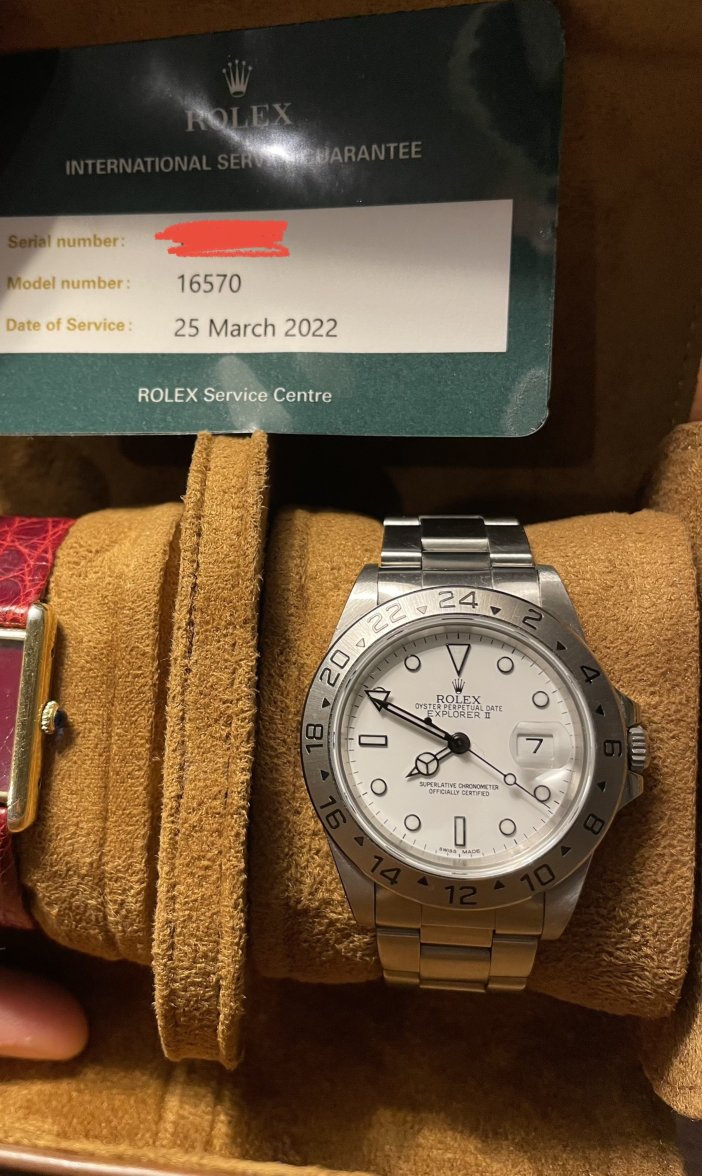 ROLEX
INTERNATIONAL GUARANTEE
Serial number:
Model number: 16570
Date of Service: 25 March 2022
ROLEX Service Centre
24
22 2
20 4
18 6
16 8
14 10
12
ROLEX
OYSTER PERPETUAL DATE
EXPLORER II
7
SUPERLATIVE CHRONOMETER
OFFICIALLY CERTIFIED
SWISS MADE